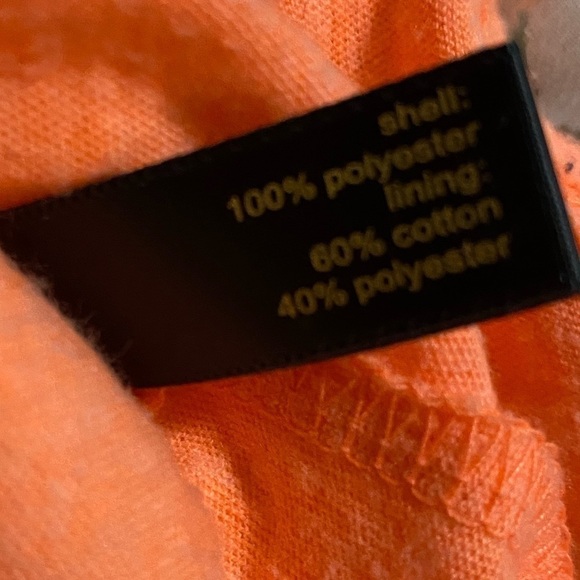 shell:
100% polyester
lining:
60% cotton
40% polyester